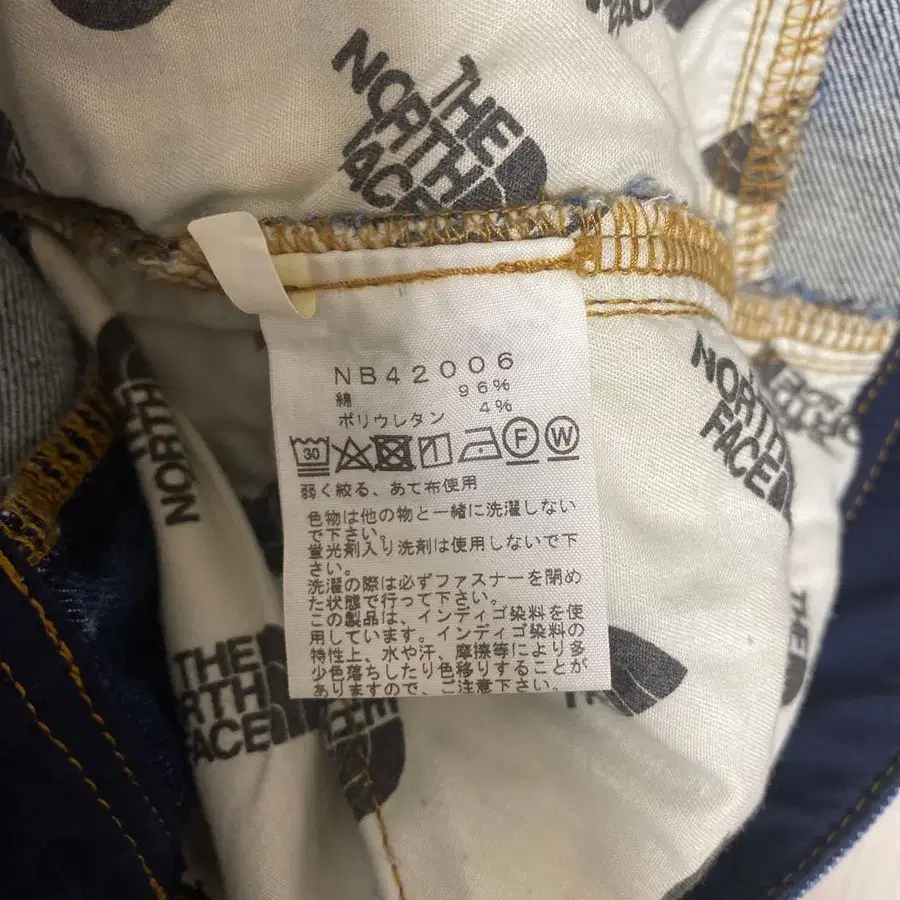 THE
NORTH
FACE
THE
NORTH
FACE
NB42006
綿 96%
ポリウレタン 4%
30
F
W
弱く絞る、あて布使用
色物は他の物と一緒に洗濯しない
で下さい。
蛍光剤入り洗剤は使用しないで下
さい。
洗濯の際は必ずファスナーを閉め
た状態で行って下さい。
この製品は、インディゴ染料を使
用しています。インディゴ染料の
特性上、水や汗、摩擦等により多
少色落ちしたり色移りすることが
ありますので、ご注意下さい。
NORTH
FACE
NORTH
THE
NORTH
FACE
THE